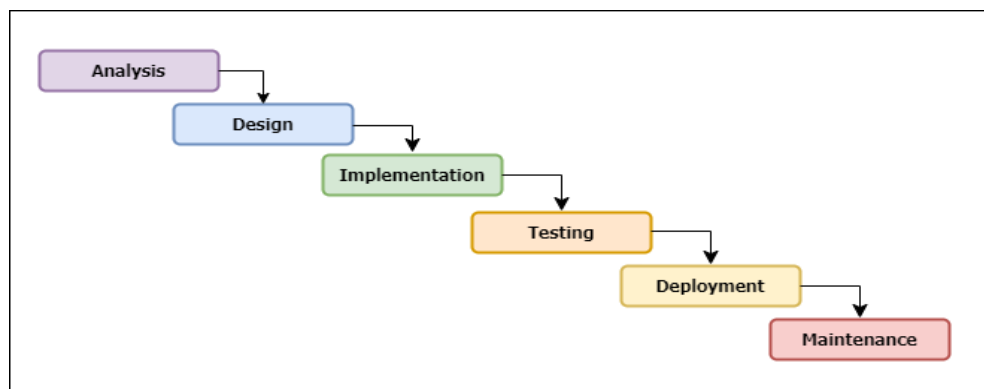 Analysis
Design
Implementation
Testing
Deployment
Maintenance